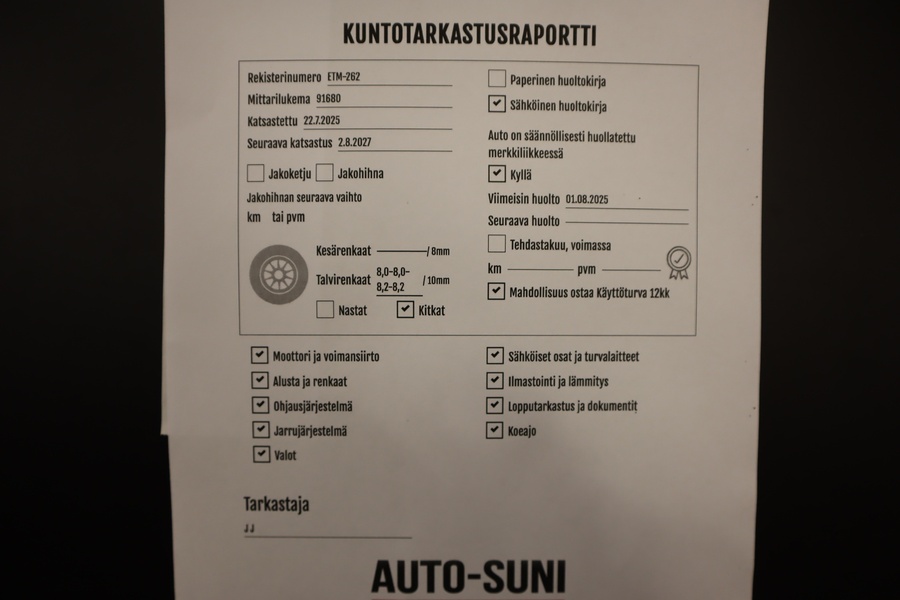 KUNTOTARKASTUSRAPORTTI
Rekisterinumero ETM-262
Mittarilukema 91680
Katsastettu 22.7.2025
Seuraava katsastus 2.8.2027
Jakoketju Jakohihna
Jakohihnan seuraava vaihto
km tai pvm
Kesärenkaat / 8mm
Talvirenkaat 8,0-8,0-
8,2-8,2 / 10mm
Nastat Kitkat
Paperinen huoltokirja
Sähköinen huoltokirja
Auto on säännöllisesti huollatettu
merkkiliikkeessä
Kyllä
Viimeisin huolto 01.08.2025
Seuraava huolto
Tehdastakuu, voimassa
km pvm
Mahdollisuus ostaa Käyttöturva 12kk
Moottori ja voimansiirto
Alusta ja renkaat
Ohjausjärjestelmä
Jarrujärjestelmä
Valot
Sähköiset osat ja turvalaitteet
Ilmastointi ja lämmitys
Lopputarkastus ja dokumentit
Koeajo
Tarkastaja
JJ
AUTO-SUNI